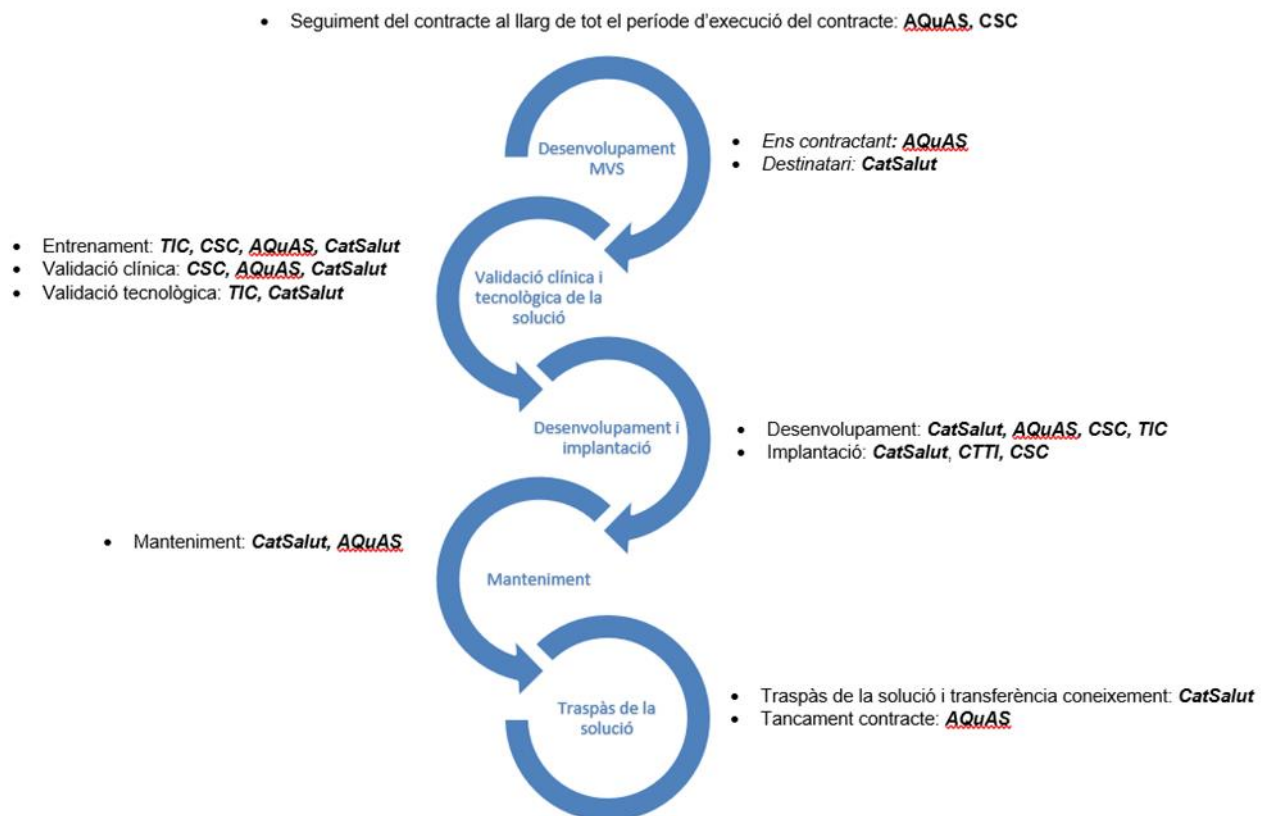 • Seguiment del contracte al llarg de tot el període d'execució del contracte: AQuAS, CSC
Desenvolupament
MVS
• Ens contractant: AQuAS
• Destinatari: CatSalut
• Entrenament: TIC, CSC, AQuAS, CatSalut
• Validació clínica: CSC, AQuAS, CatSalut
• Validació tecnològica: TIC, CatSalut
Validació clínica i
tecnològica de la
solució
Desenvolupament i
implantació
• Desenvolupament: CatSalut, AQuAS, CSC, TIC
• Implantació: CatSalut, CTTI, CSC
• Manteniment: CatSalut, AQuAS
Manteniment
Traspàs de la
solució
• Traspàs de la solució i transferència coneixement: CatSalut
• Tancament contracte: AQuAS